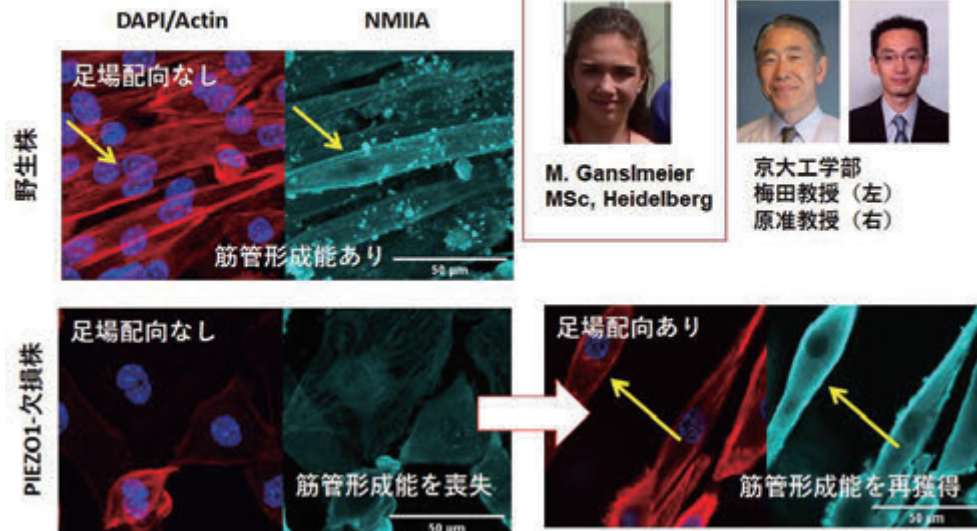 DAPI/Actin
NMIIA
野生株
足場配向なし
筋管形成能あり
50 μm
M. Ganslmeier
MSc, Heidelberg
京大工学部
梅田教授（左）
原准教授（右）
PIEZO1-欠損株
足場配向なし
筋管形成能を喪失
50 μm
足場配向あり
筋管形成能を再獲得
50 μm